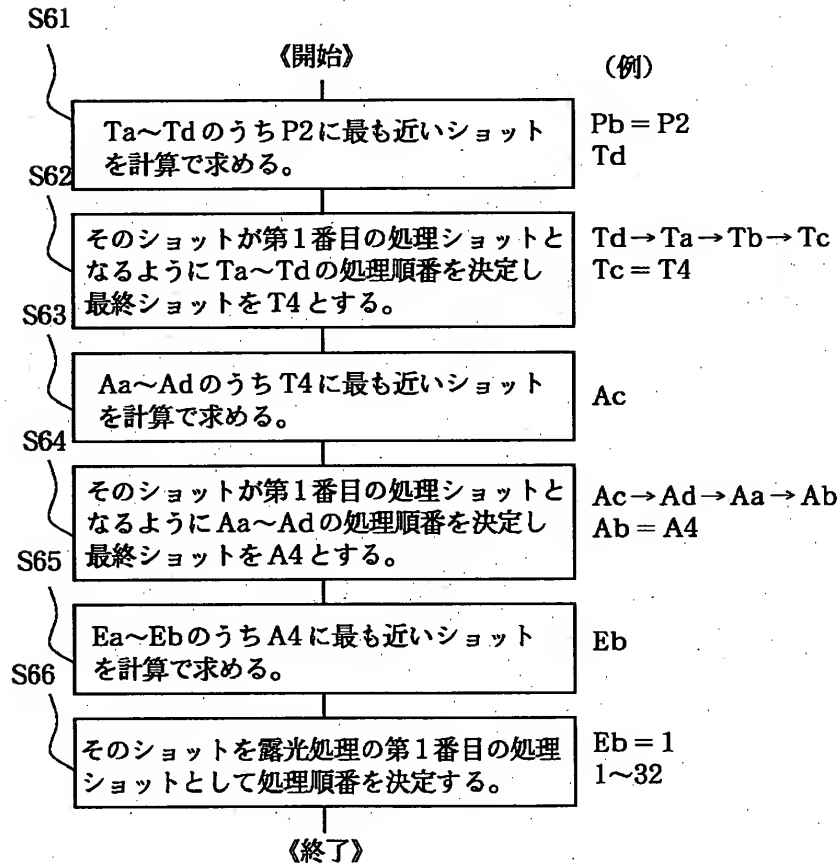 S61
《開始》
(例)
Ta~TdのうちP2に最も近いショット
を計算で求める。
Pb=P2
Td
S62
そのショットが第1番目の処理ショットと
なるようにTa~Tdの処理順番を決定し
最終ショットをT4とする。
Td→Ta→Tb→Tc
Tc=T4
S63
Aa~AdのうちT4に最も近いショット
を計算で求める。
Ac
S64
そのショットが第1番目の処理ショットと
なるようにAa~Adの処理順番を決定し
最終ショットをA4とする。
Ac→Ad→Aa→Ab
Ab=A4
S65
Ea~EbのうちA4に最も近いショット
を計算で求める。
Eb
S66
そのショットを露光処理の第1番目の処理
ショットとして処理順番を決定する。
Eb=1
1~32
《終了》